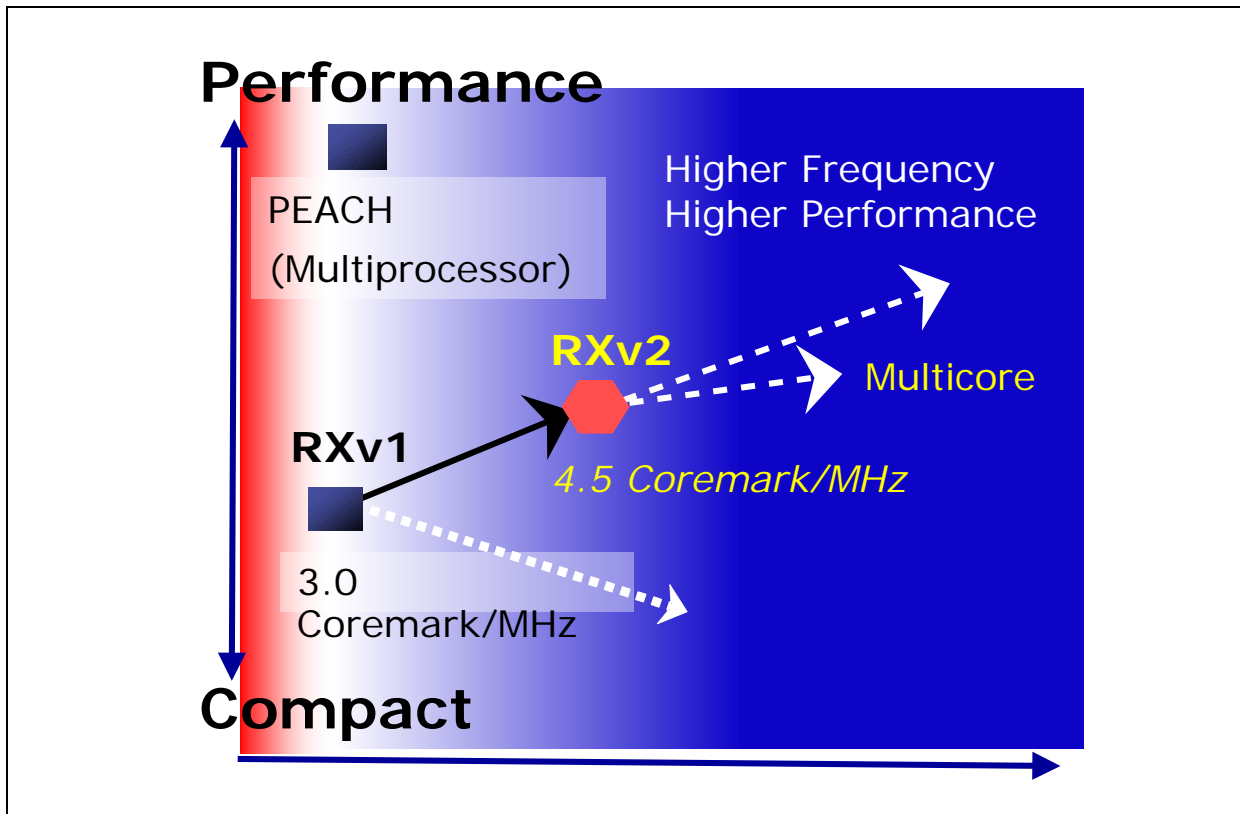 Performance
PEACH
(Multiprocessor)
Higher Frequency
Higher Performance
RXv2
Multicore
RXv1
4.5 Coremark/MHz
3.0
Coremark/MHz
Compact